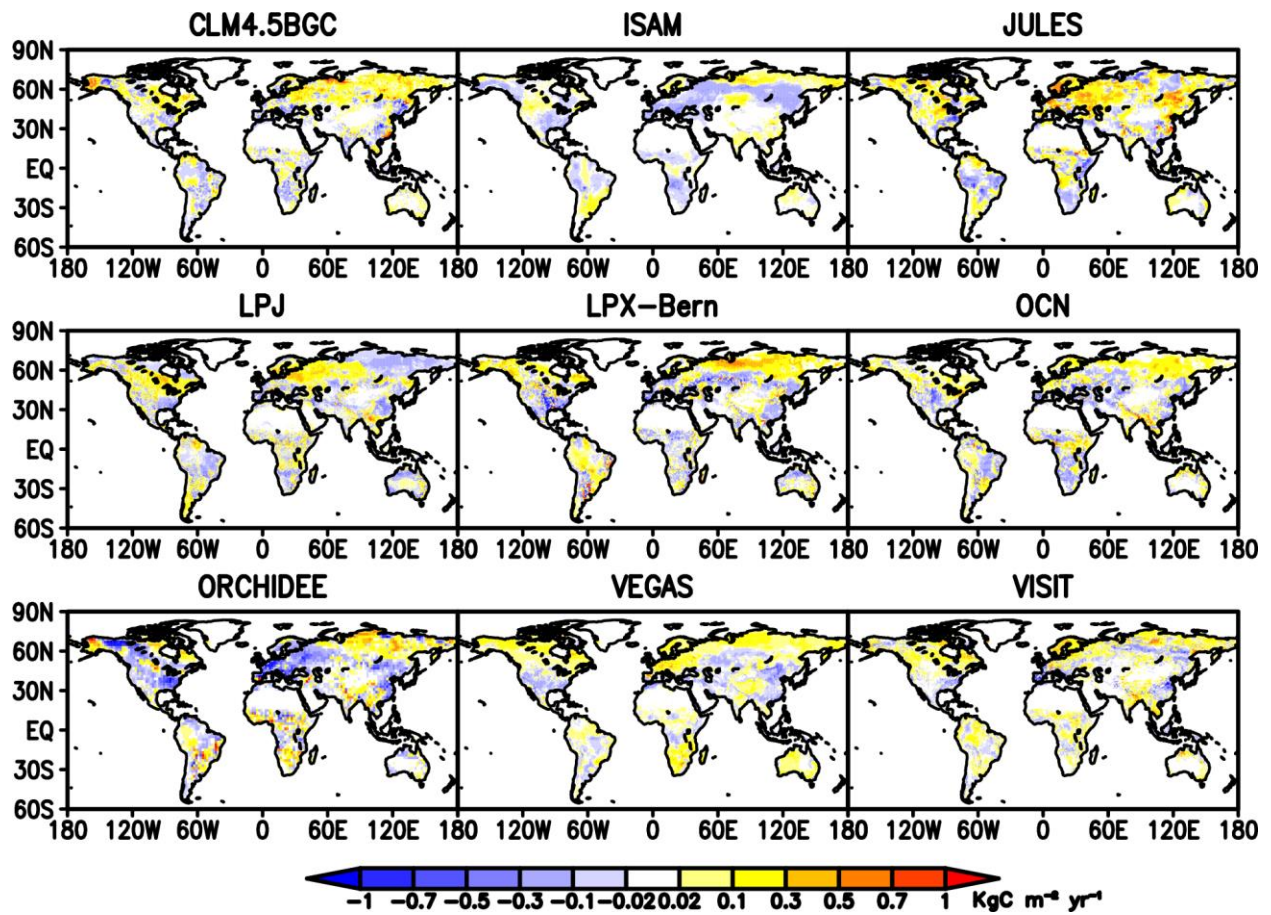 CLM4.5BGC ISAM JULES
90N
60N
30N
EQ
30S
60S
180 120W 60W 0 60E 120E 180 120W 60W 0 60E 120E 180 120W 60W 0 60E 120E 180
LPJ LPX-Bern OCN
90N
60N
30N
EQ
30S
60S
180 120W 60W 0 60E 120E 180 120W 60W 0 60E 120E 180 120W 60W 0 60E 120E 180
ORCHIDEE VEGAS VISIT
90N
60N
30N
EQ
30S
60S
180 120W 60W 0 60E 120E 180 120W 60W 0 60E 120E 180 120W 60W 0 60E 120E 180
-1 -0.7 -0.5 -0.3 -0.1 -0.02 0.02 0.1 0.3 0.5 0.7 1 KgC m⁻² yr⁻¹